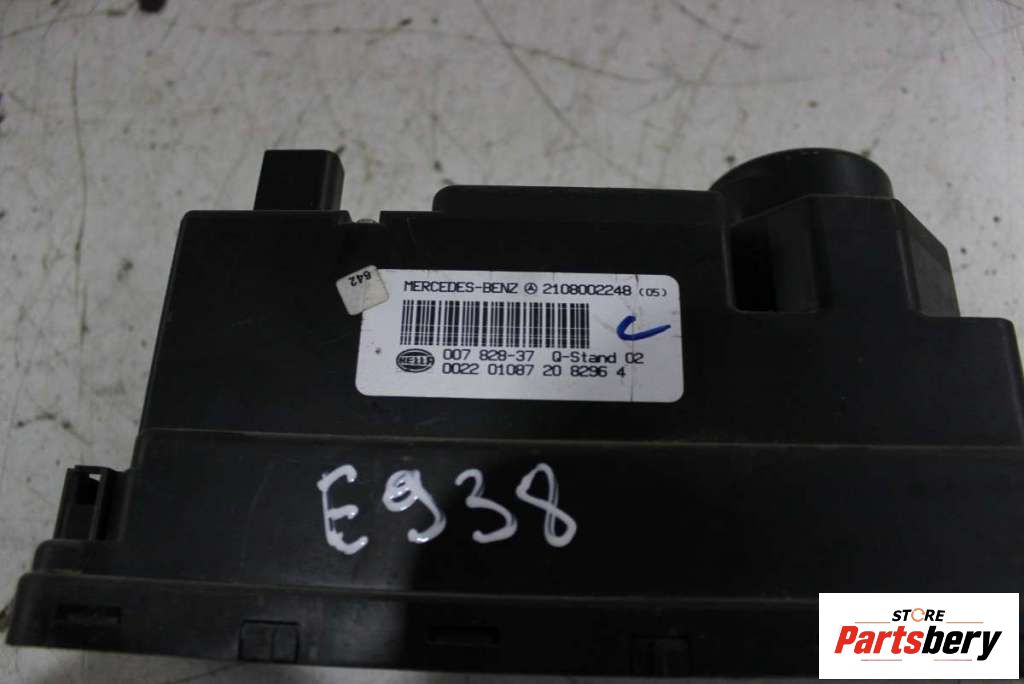 642
MERCEDES-BENZ 2108002248 (05)
HELLA 007 828-37 Q-Stand 02
0022 01087 20 8296 4
E938
STORE
Partsbery